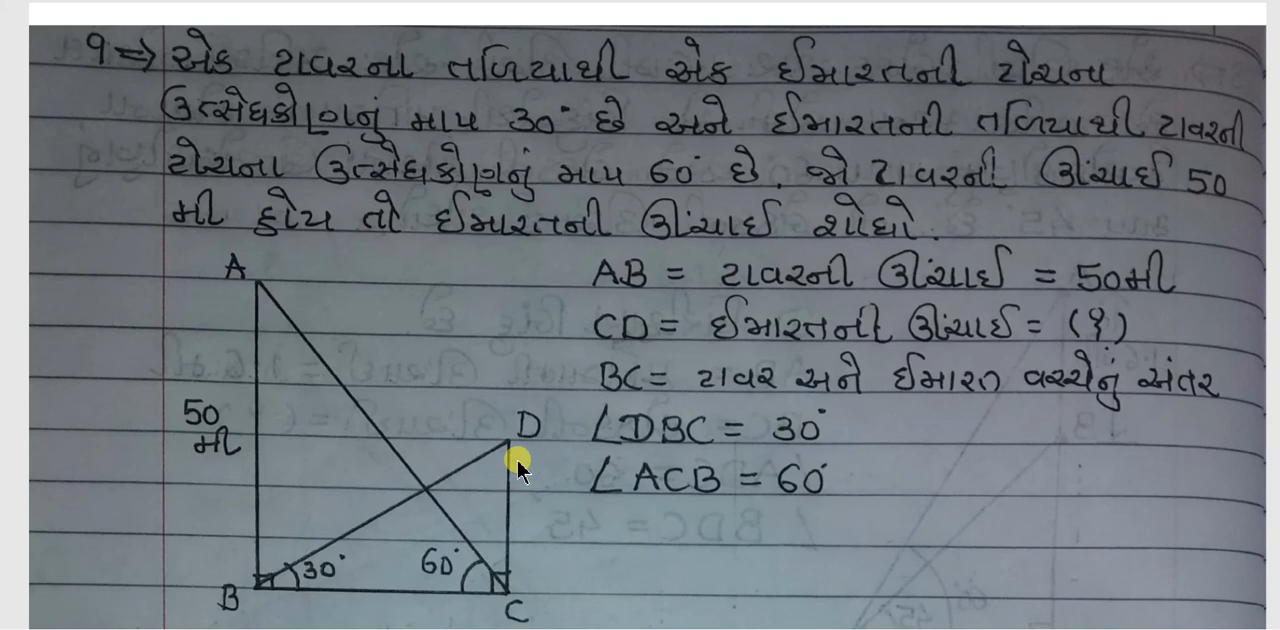 9 ⇒ એક ટાવરના તળિયાથી એક ઈમારતની ટોચના
ઉત્સેધકોણનું માપ 30° છે અને ઈમારતની તળિયાથી ટાવરની
ટોચના ઉત્સેધકોણનું માપ 60° છે. જો ટાવરની ઊંચાઈ 50
મી હોય તો ઈમારતની ઊંચાઈ શોધો.
A
AB = ટાવરની ઊંચાઈ = 50મી
CD = ઈમારતની ઊંચાઈ = (?)
BC = ટાવર અને ઈમારત વચ્ચેનું અંતર
50
મી
D
∠DBC = 30°
∠ACB = 60°
30°
60°
B
C